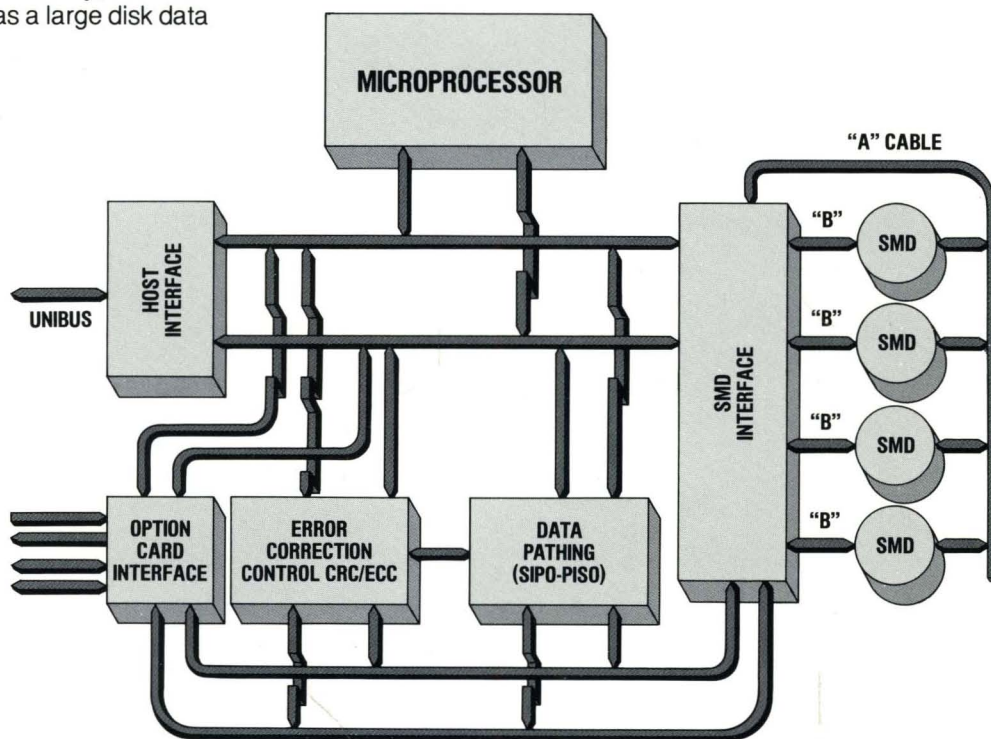 as a large disk data
MICROPROCESSOR
"A" CABLE
HOST
INTERFACE
UNIBUS
SMD
INTERFACE
"B"
SMD
"B"
SMD
"B"
SMD
"B"
SMD
OPTION
CARD
INTERFACE
ERROR
CORRECTION
CONTROL CRC/ECC
DATA
PATHING
(SIPO-PISO)